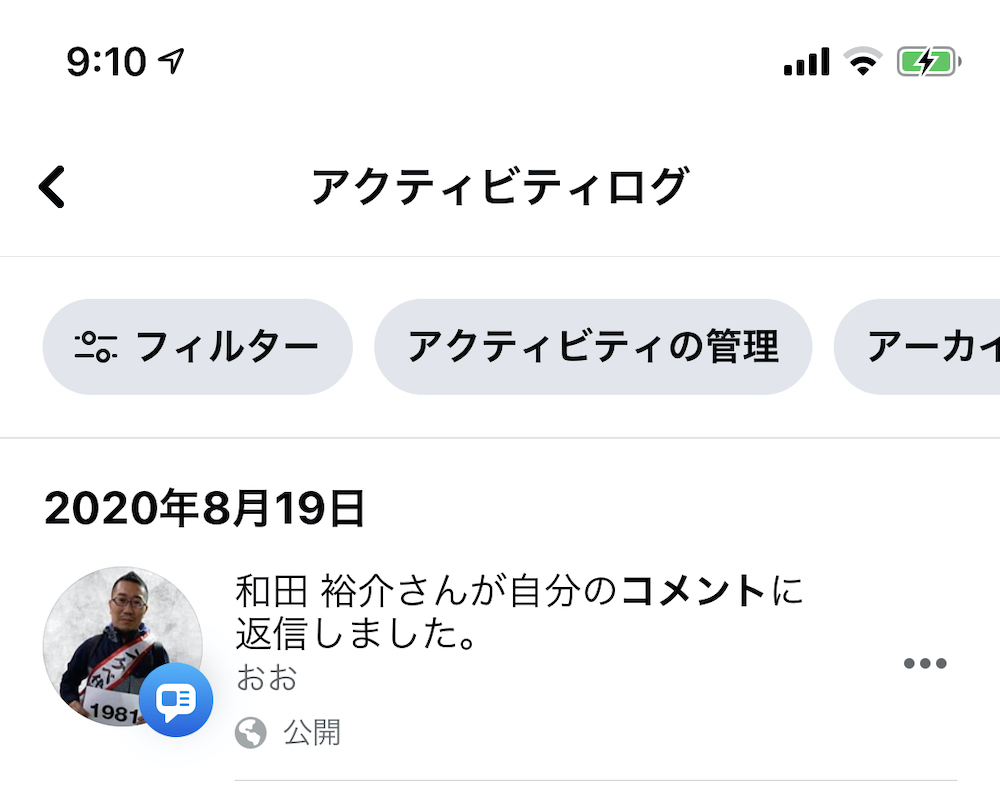 9:10
アクティビティログ
フィルター
アクティビティの管理
アーカイ
2020年8月19日
和田 裕介さんが自分のコメントに
返信しました。
おお
公開
1981